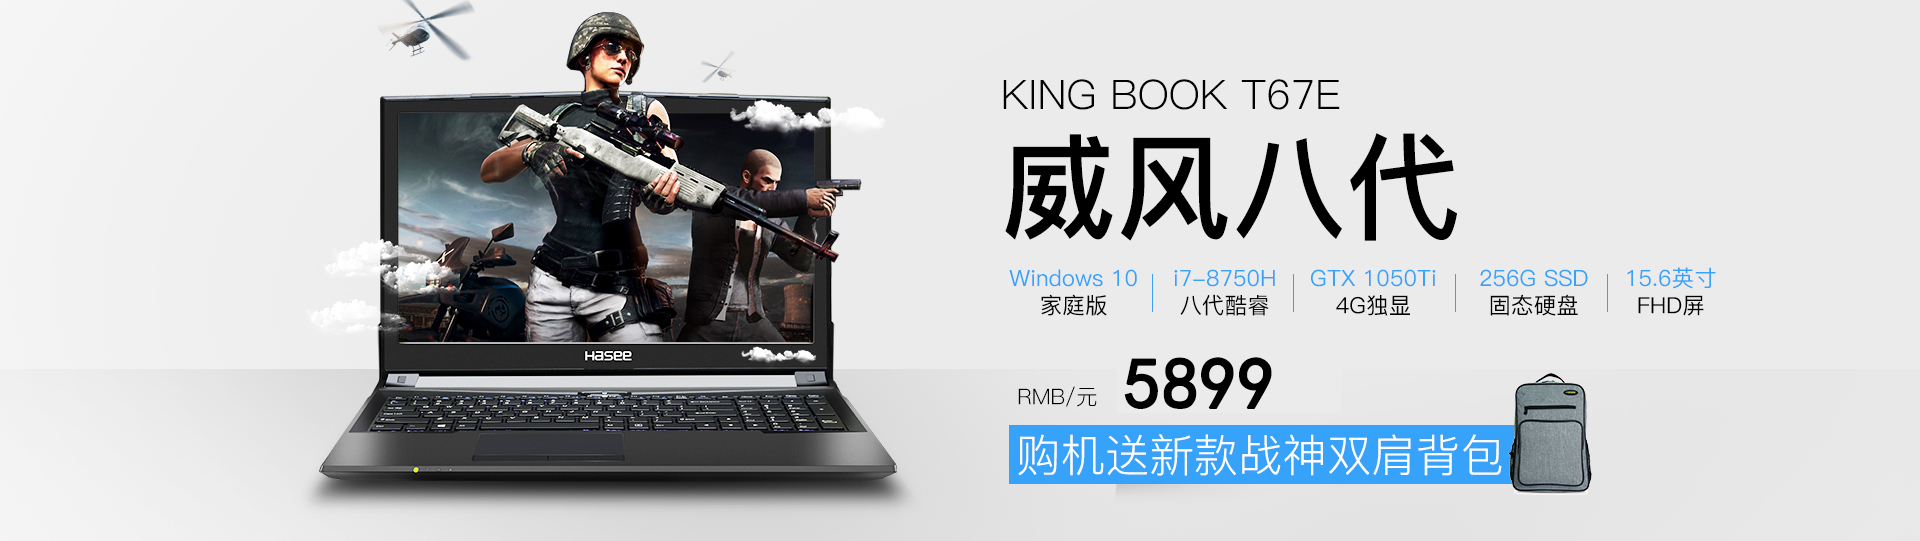 KING BOOK T67E
威风八代
Windows 10
家庭版
i7-8750H
八代酷睿
GTX 1050Ti
4G独显
256G SSD
固态硬盘
15.6英寸
FHD屏
RMB/元 5899
购机送新款战神双肩背包
Hasee